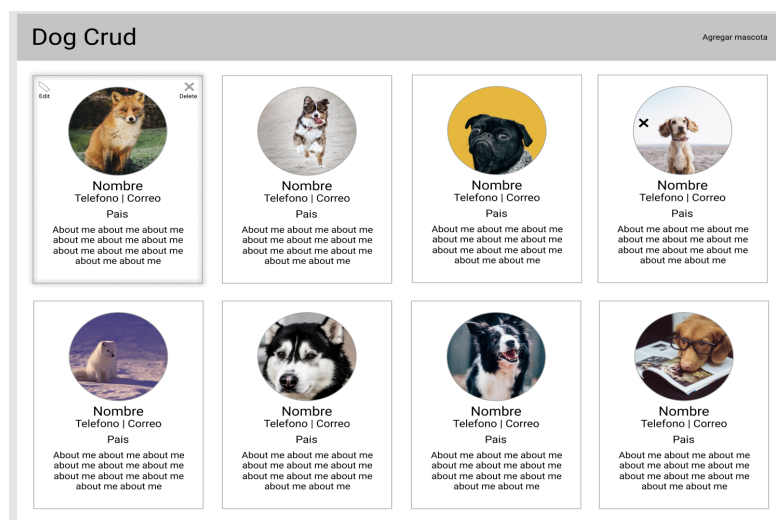 Dog Crud
Agregar mascota
Edit
Delete
Nombre
Telefono | Correo
Pais
About me about me about me
about me about me about me
about me about me about me
about me about me
Nombre
Telefono | Correo
Pais
About me about me about me
about me about me about me
about me about me about me
about me about me
Nombre
Telefono | Correo
Pais
About me about me about me
about me about me about me
about me about me about me
about me about me
Nombre
Telefono | Correo
Pais
About me about me about me
about me about me about me
about me about me about me
about me about me
Nombre
Telefono | Correo
Pais
About me about me about me
about me about me about me
about me about me about me
about me about me
Nombre
Telefono | Correo
Pais
About me about me about me
about me about me about me
about me about me about me
about me about me
Nombre
Telefono | Correo
Pais
About me about me about me
about me about me about me
about me about me about me
about me about me
Nombre
Telefono | Correo
Pais
About me about me about me
about me about me about me
about me about me about me
about me about me